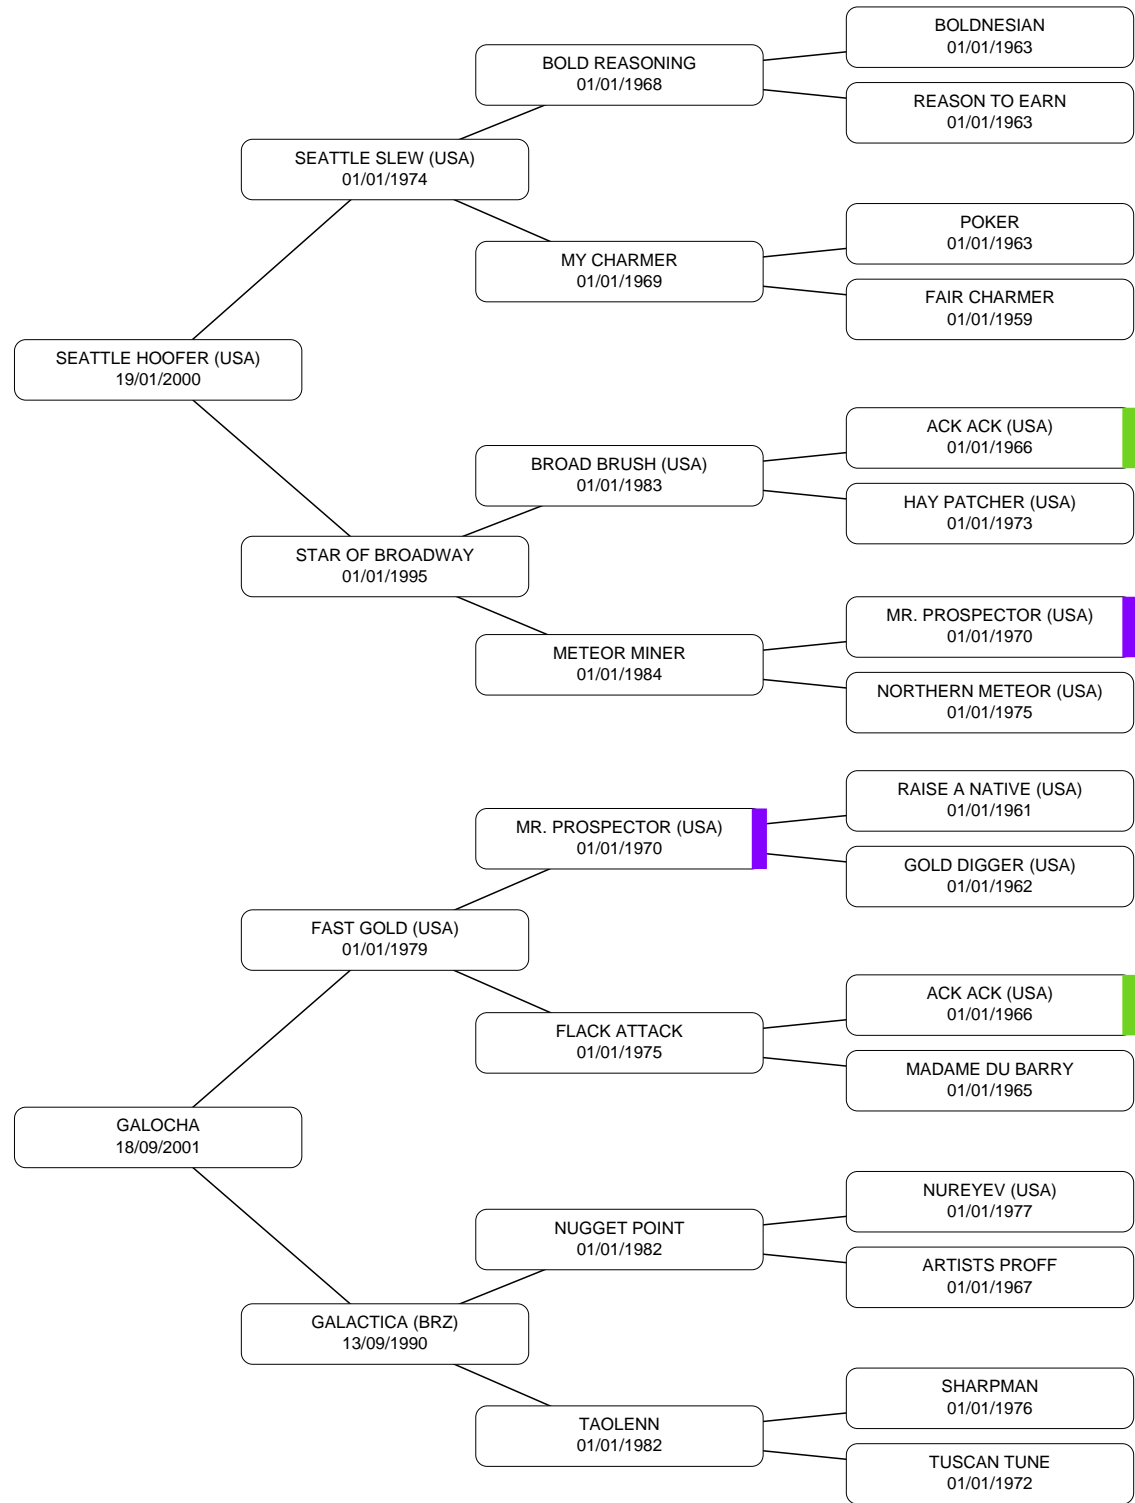 BOLDNESIAN
01/01/1963
BOLD REASONING
01/01/1968
REASON TO EARN
01/01/1963
SEATTLE SLEW (USA)
01/01/1974
POKER
01/01/1963
MY CHARMER
01/01/1969
FAIR CHARMER
01/01/1959
SEATTLE HOOFER (USA)
19/01/2000
ACK ACK (USA)
01/01/1966
BROAD BRUSH (USA)
01/01/1983
HAY PATCHER (USA)
01/01/1973
STAR OF BROADWAY
01/01/1995
MR. PROSPECTOR (USA)
01/01/1970
METEOR MINER
01/01/1984
NORTHERN METEOR (USA)
01/01/1975
RAISE A NATIVE (USA)
01/01/1961
MR. PROSPECTOR (USA)
01/01/1970
GOLD DIGGER (USA)
01/01/1962
FAST GOLD (USA)
01/01/1979
ACK ACK (USA)
01/01/1966
FLACK ATTACK
01/01/1975
MADAME DU BARRY
01/01/1965
GALOCHA
18/09/2001
NUREYEV (USA)
01/01/1977
NUGGET POINT
01/01/1982
ARTISTS PROFF
01/01/1967
GALACTICA (BRZ)
13/09/1990
SHARPMAN
01/01/1976
TAOLENN
01/01/1982
TUSCAN TUNE
01/01/1972